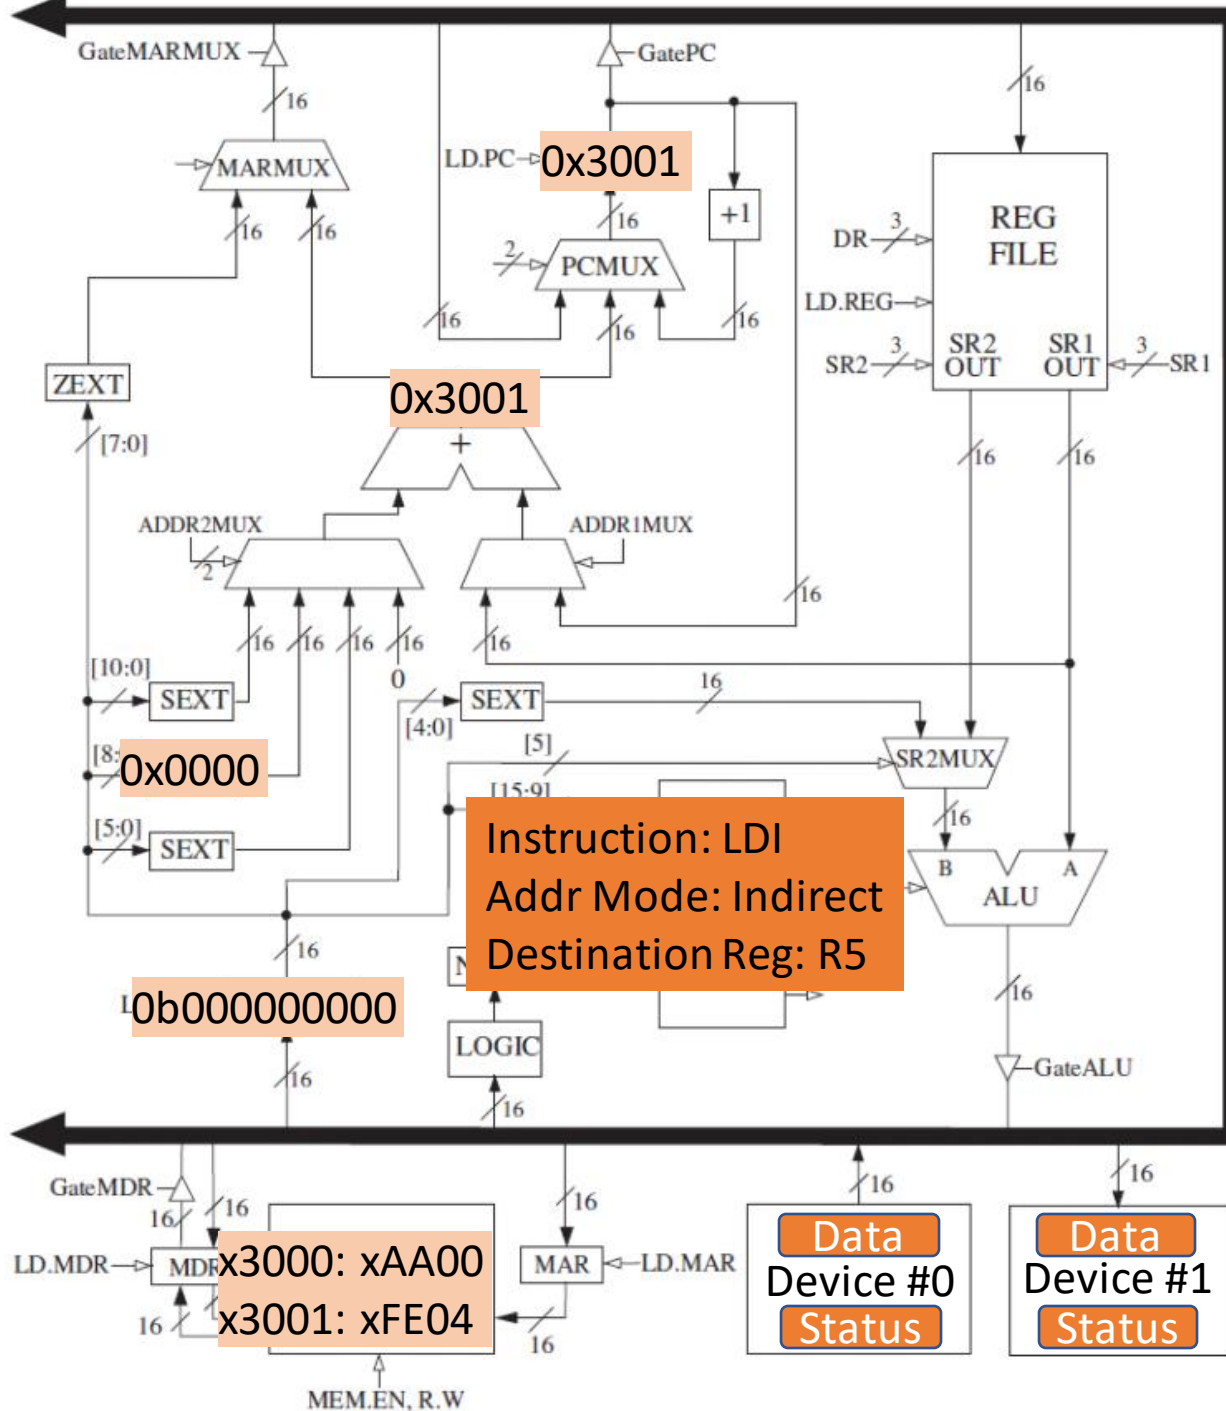 GateMARMUX
GatePC
16
16
MARMUX
LD.PC
0x3001
16
16
16
+1
REG
FILE
DR
3
2
PCMUX
LD.REG
16
16
16
SR2
3
SR2
OUT
SR1
OUT
3
SR1
ZEXT
0x3001
[7:0]
+
16
16
ADDR2MUX
ADDR1MUX
2
16
16
16
16
16
16
[10:0]
SEXT
0
[4:0]
SEXT
16
[8:
0x0000
[5]
SR2MUX
[15:9]
16
[5:0]
SEXT
Instruction: LDI
Addr Mode: Indirect
Destination Reg: R5
B
A
ALU
16
N
0b000000000
16
LOGIC
16
16
GateALU
GateMDR
16
16
16
16
16
LD.MDR
MDR
x3000: xAA00
x3001: xFE04
MAR
LD.MAR
16
16
MEM.EN, R.W
Data
Device #0
Status
Data
Device #1
Status